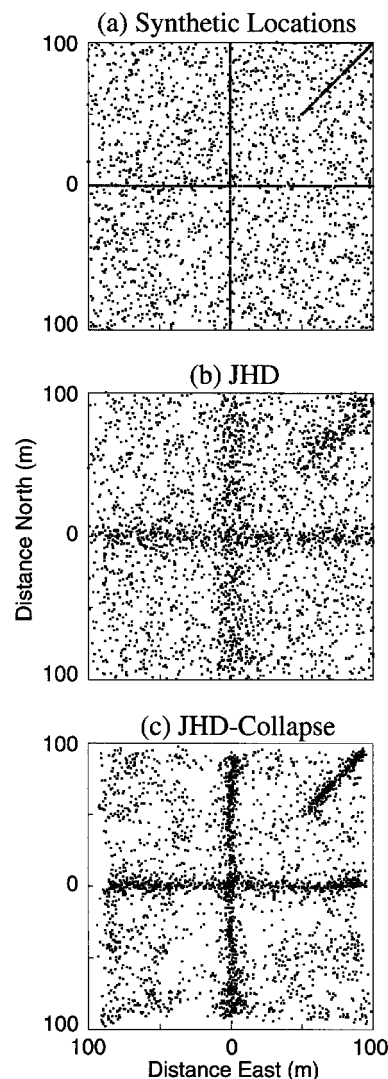 (a) Synthetic Locations
100
0
100
(b) JHD
100
0
100
Distance North (m)
(c) JHD-Collapse
100
0
100
100 0 100
Distance East (m)